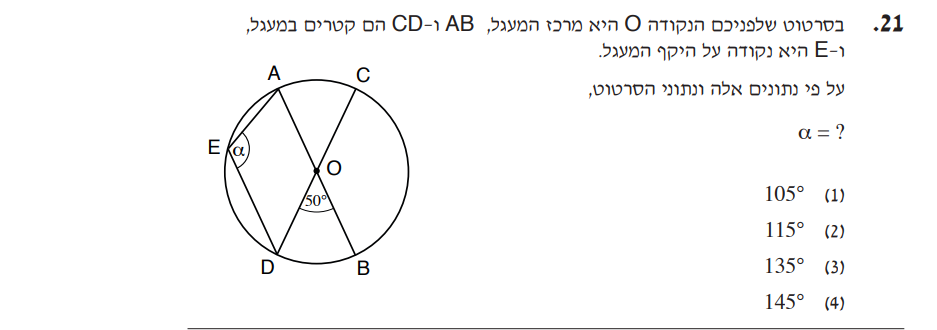 21. בסרטוט שלפניכם הנקודה O היא מרכז המעגל, AB ו-CD הם קטרים במעגל,
ו-E היא נקודה על היקף המעגל.
על פי נתונים אלה ונתוני הסרטוט,
α = ?
(1) 105°
(2) 115°
(3) 135°
(4) 145°
A
C
E
α
O
50°
D
B